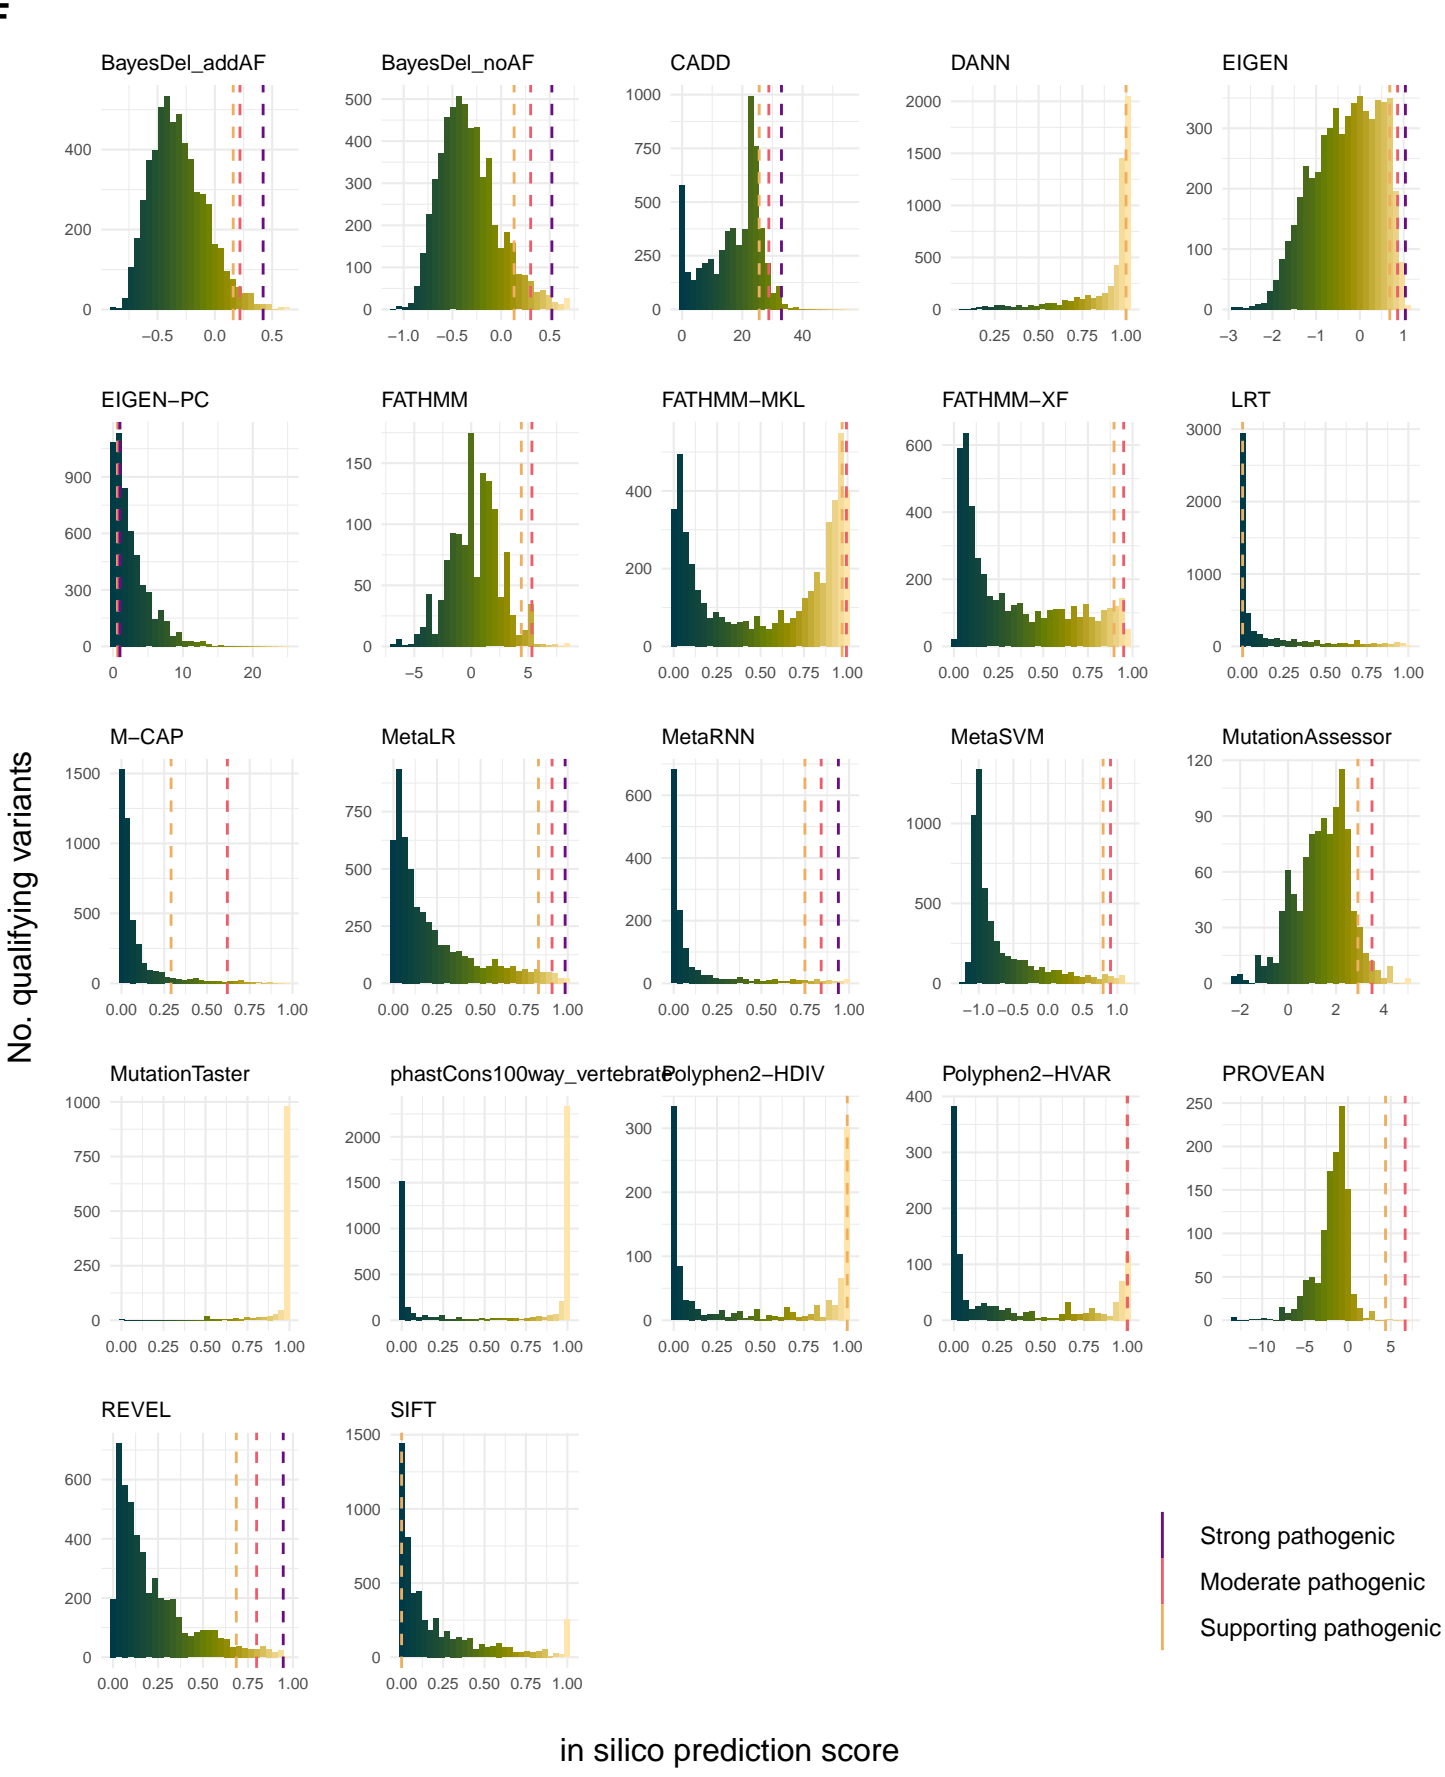 BayesDel_addAF BayesDel_noAF CADD DANN EIGEN
400 200 0 −0.5 0.0 0.5
500 400 300 200 100 0 −1.0 −0.5 0.0 0.5
1000 750 500 250 0 0 20 40
2000 1500 1000 500 0 0.25 0.50 0.75 1.00
300 200 100 0 −3 −2 −1 0 1
EIGEN−PC FATHMM FATHMM−MKL FATHMM−XF LRT
900 600 300 0 0 10 20
150 100 50 0 −5 0 5
400 200 0 0.00 0.25 0.50 0.75 1.00
600 400 200 0 0.00 0.25 0.50 0.75 1.00
3000 2000 1000 0 0.00 0.25 0.50 0.75 1.00
M−CAP MetaLR MetaRNN MetaSVM MutationAssessor
1500 1000 500 0 0.00 0.25 0.50 0.75 1.00
750 500 250 0 0.00 0.25 0.50 0.75 1.00
600 400 200 0 0.00 0.25 0.50 0.75 1.00
1000 500 0 −1.0 −0.5 0.0 0.5 1.0
120 90 60 30 0 −2 0 2 4
MutationTaster phastCons100way_vertebrate Polyphen2−HDIV Polyphen2−HVAR PROVEAN
1000 750 500 250 0 0.00 0.25 0.50 0.75 1.00
2000 1500 1000 500 0 0.00 0.25 0.50 0.75 1.00
300 200 100 0 0.00 0.25 0.50 0.75 1.00
400 300 200 100 0 0.00 0.25 0.50 0.75 1.00
250 200 150 100 50 0 −10 −5 0 5
REVEL SIFT
600 400 200 0 0.00 0.25 0.50 0.75 1.00
1500 1000 500 0 0.00 0.25 0.50 0.75 1.00
Strong pathogenic
Moderate pathogenic
Supporting pathogenic
No. qualifying variants
in silico prediction score